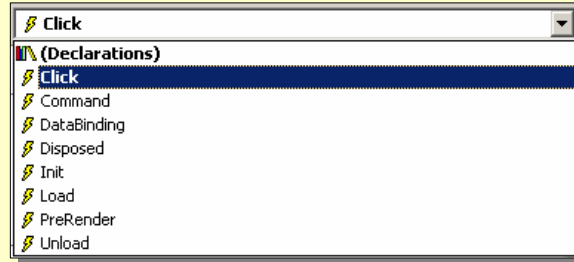 Click
(Declarations)
Click
Command
DataBinding
Disposed
Init
Load
PreRender
Unload